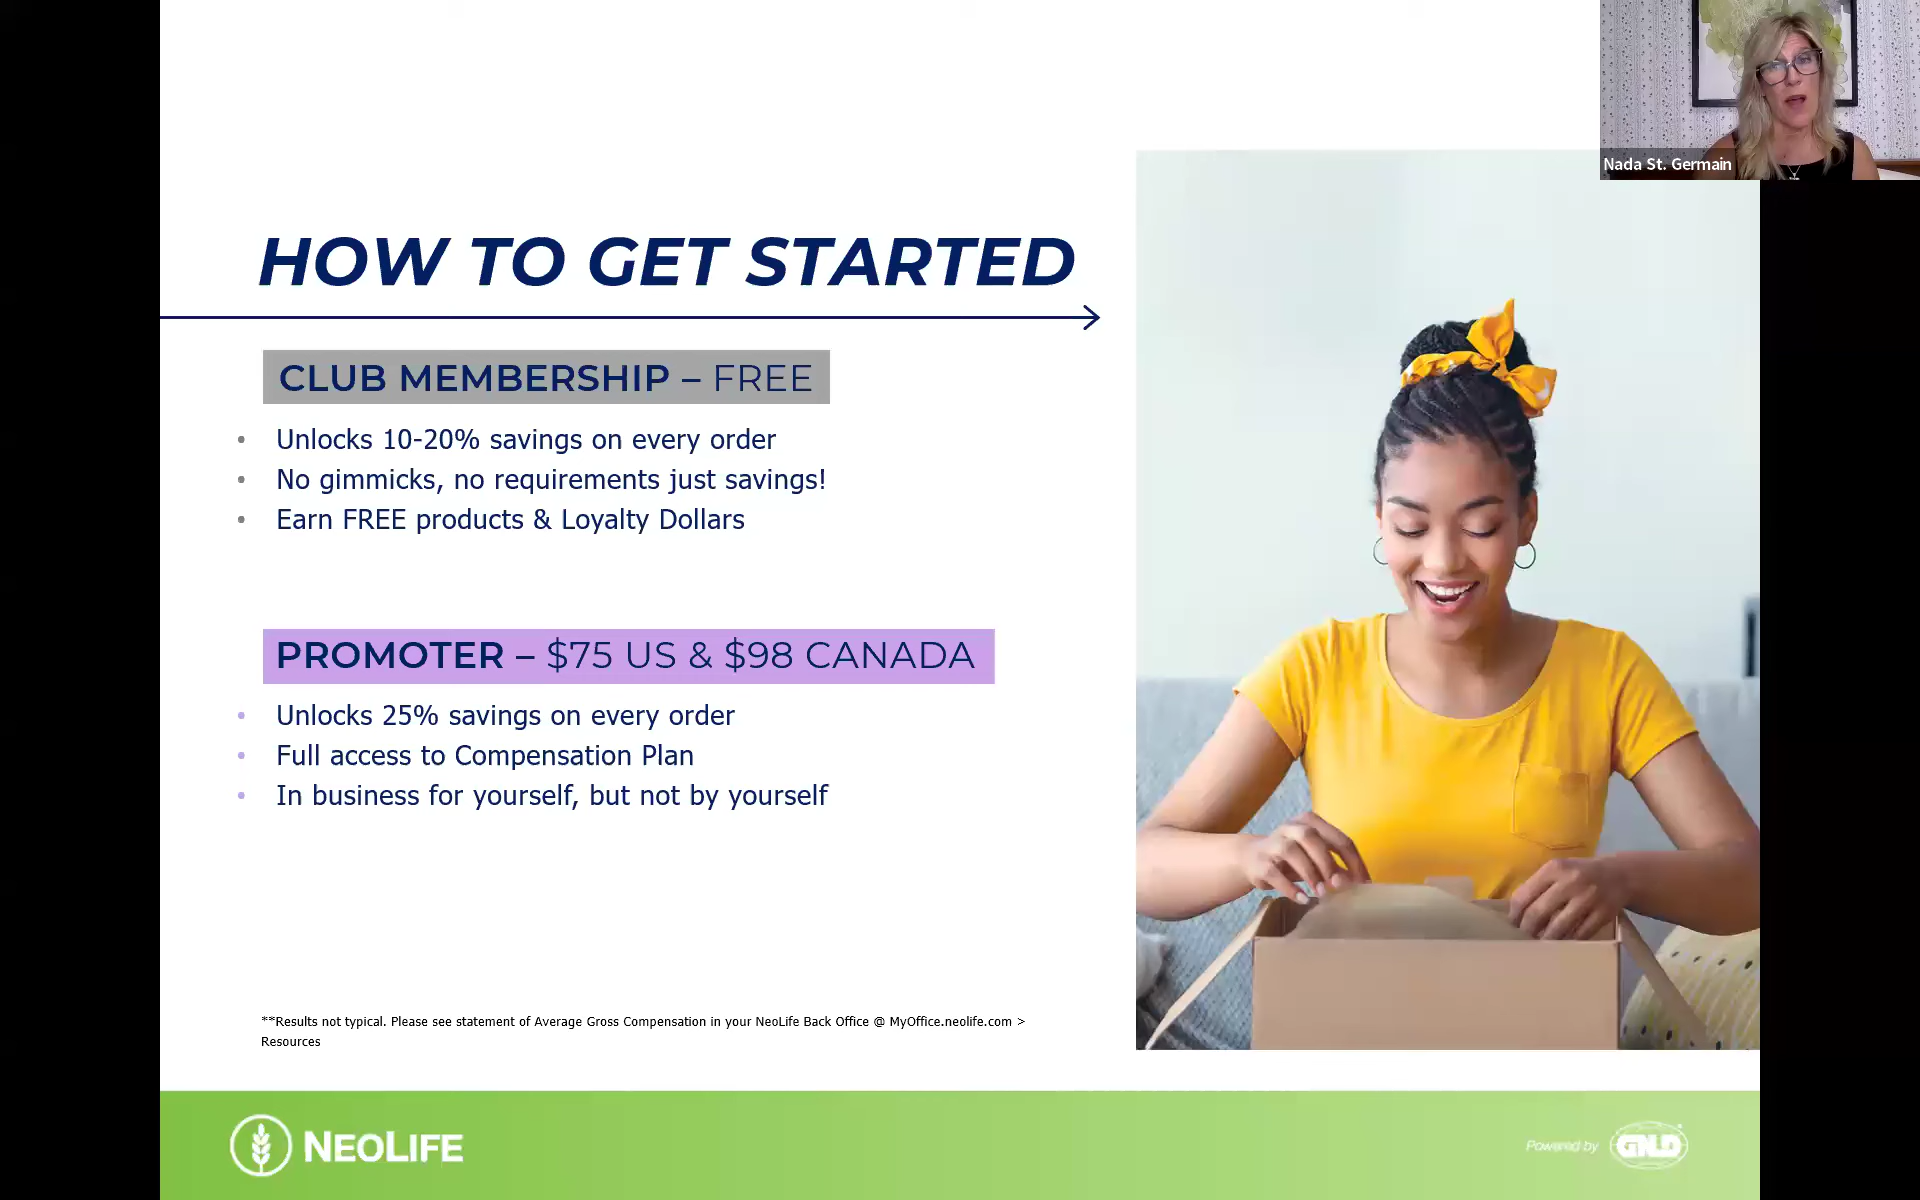 Nada St. Germain
HOW TO GET STARTED
CLUB MEMBERSHIP – FREE
• Unlocks 10-20% savings on every order
• No gimmicks, no requirements just savings!
• Earn FREE products & Loyalty Dollars
PROMOTER – $75 US & $98 CANADA
• Unlocks 25% savings on every order
• Full access to Compensation Plan
• In business for yourself, but not by yourself
**Results not typical. Please see statement of Average Gross Compensation in your NeoLife Back Office @ MyOffice.neolife.com >
Resources
NEOLIFE
Powered by GNLD